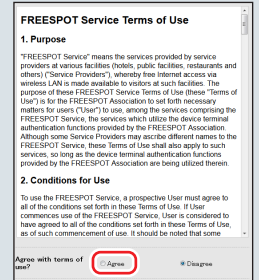 FREESPOT Service Terms of Use
1. Purpose
"FREESPOT Service" means the services provided by service
providers at various facilities (hotels, public facilities, restaurants and
others) ("Service Providers"), whereby free Internet access via
wireless LAN is made available to visitors at such facilities. The
purpose of these FREESPOT Service Terms of Use (these "Terms of
Use") is for the FREESPOT Association to set forth necessary
matters for users ("User") to use, among the services comprising the
FREESPOT Service, the services which utilize the device terminal
authentication functions provided by the FREESPOT Association.
Although some Service Providers may ascribe different names to the
FREESPOT Service, these Terms of Use shall also apply to such
services, so long as the device terminal authentication functions
provided by the FREESPOT Association are being utilized therein.
2. Conditions for Use
To use the FREESPOT Service, a prospective User must agree to
all of the conditions set forth in these Terms of Use. If User
commences use of the FREESPOT Service, User is considered to
have agreed to all of the conditions set forth in these Terms of Use,
as of such commencement of use. It should be noted that some
Agree with terms of
use?
Agree
Disagree